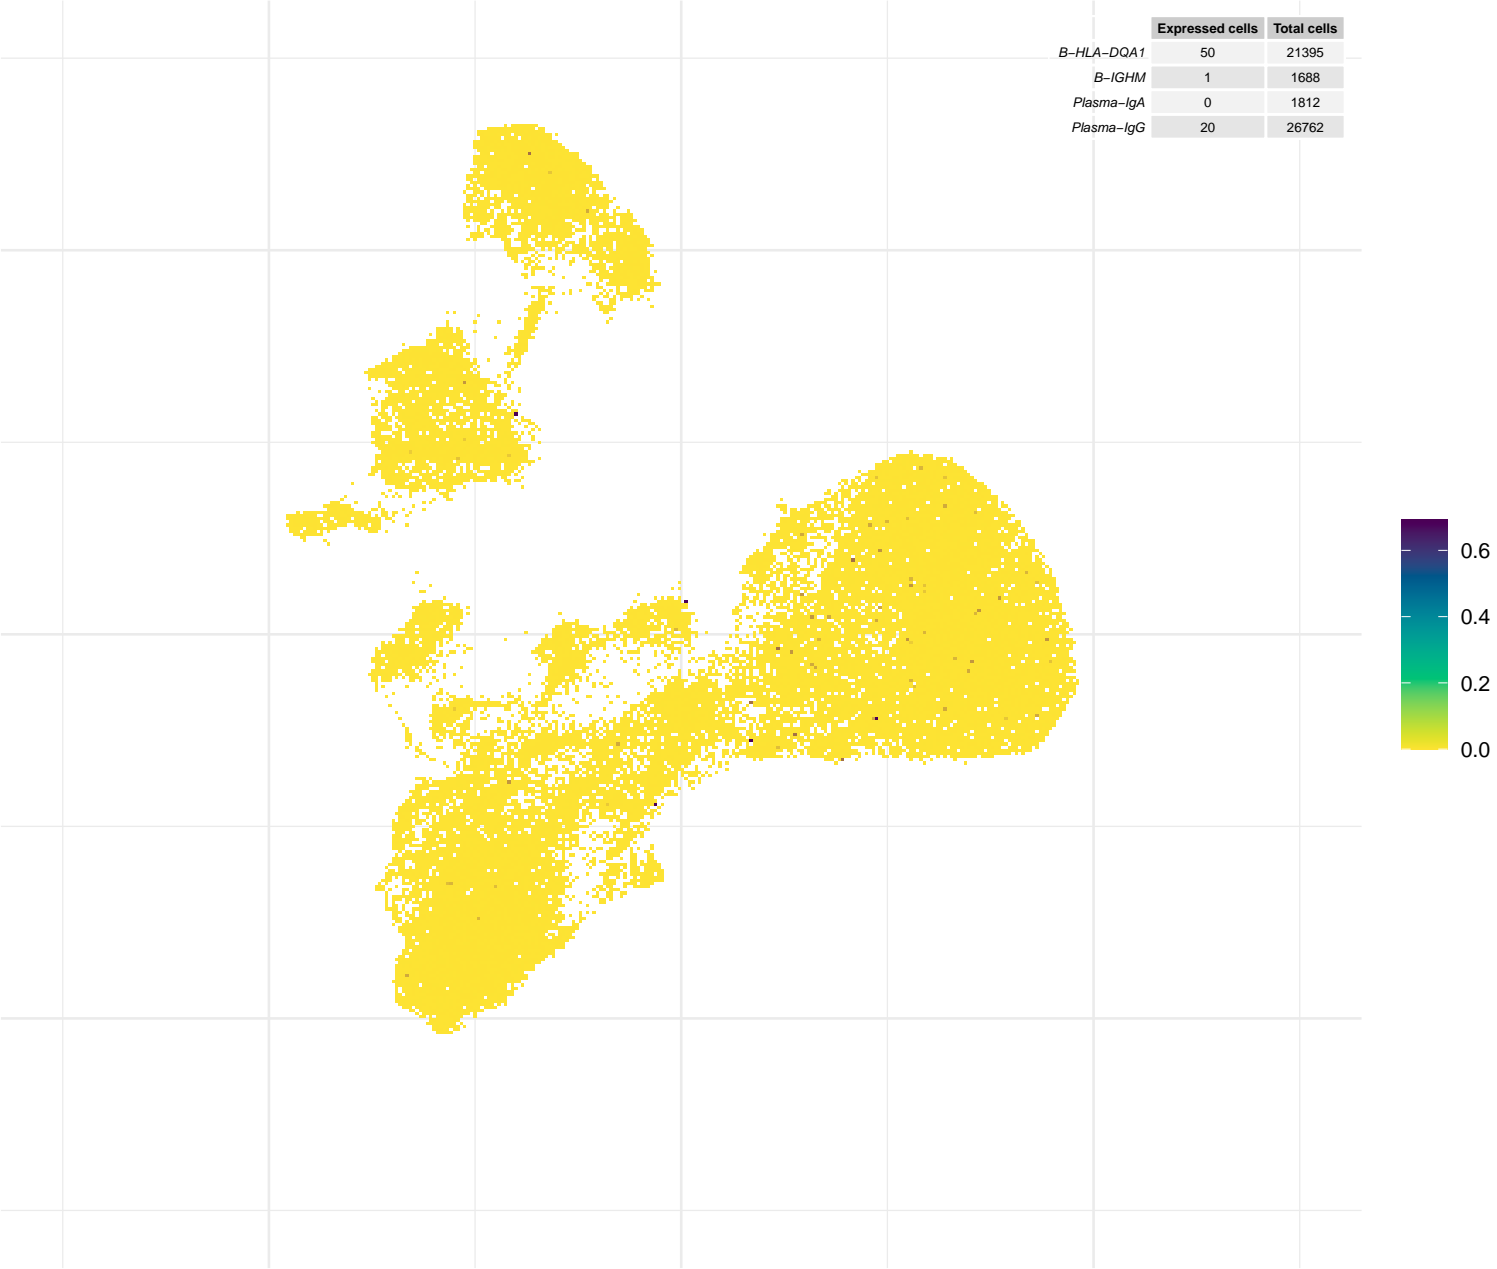 Expressed cells Total cells
B−HLA−DQA1 50 21395
B−IGHM 1 1688
Plasma−IgA 0 1812
Plasma−IgG 20 26762
0.6
0.4
0.2
0.0